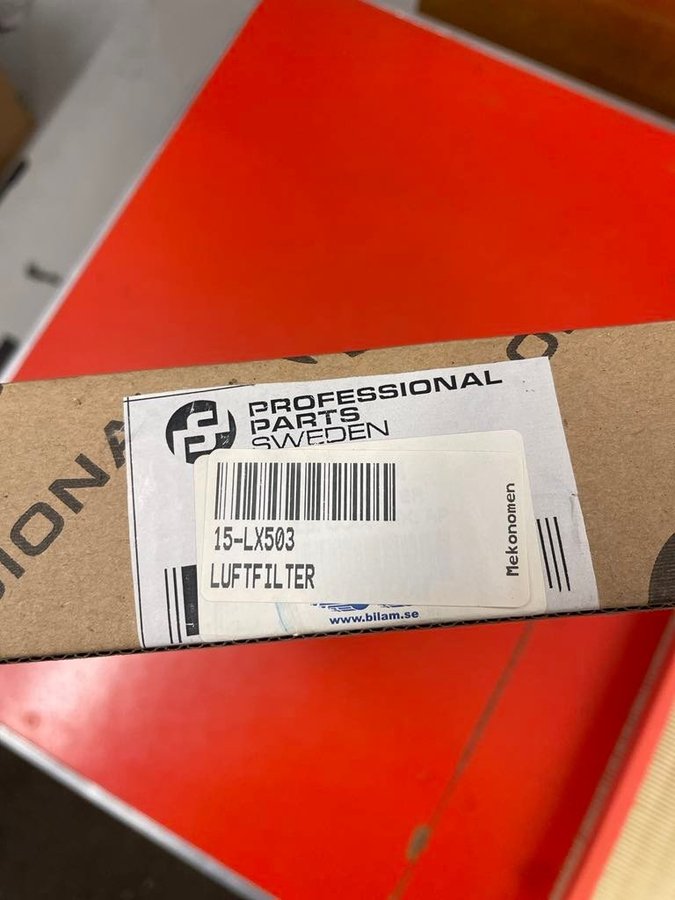 PROFESSIONAL
PARTS
SWEDEN
15-LX503
LUFTFILTER
Mekonomen
www.bilam.se